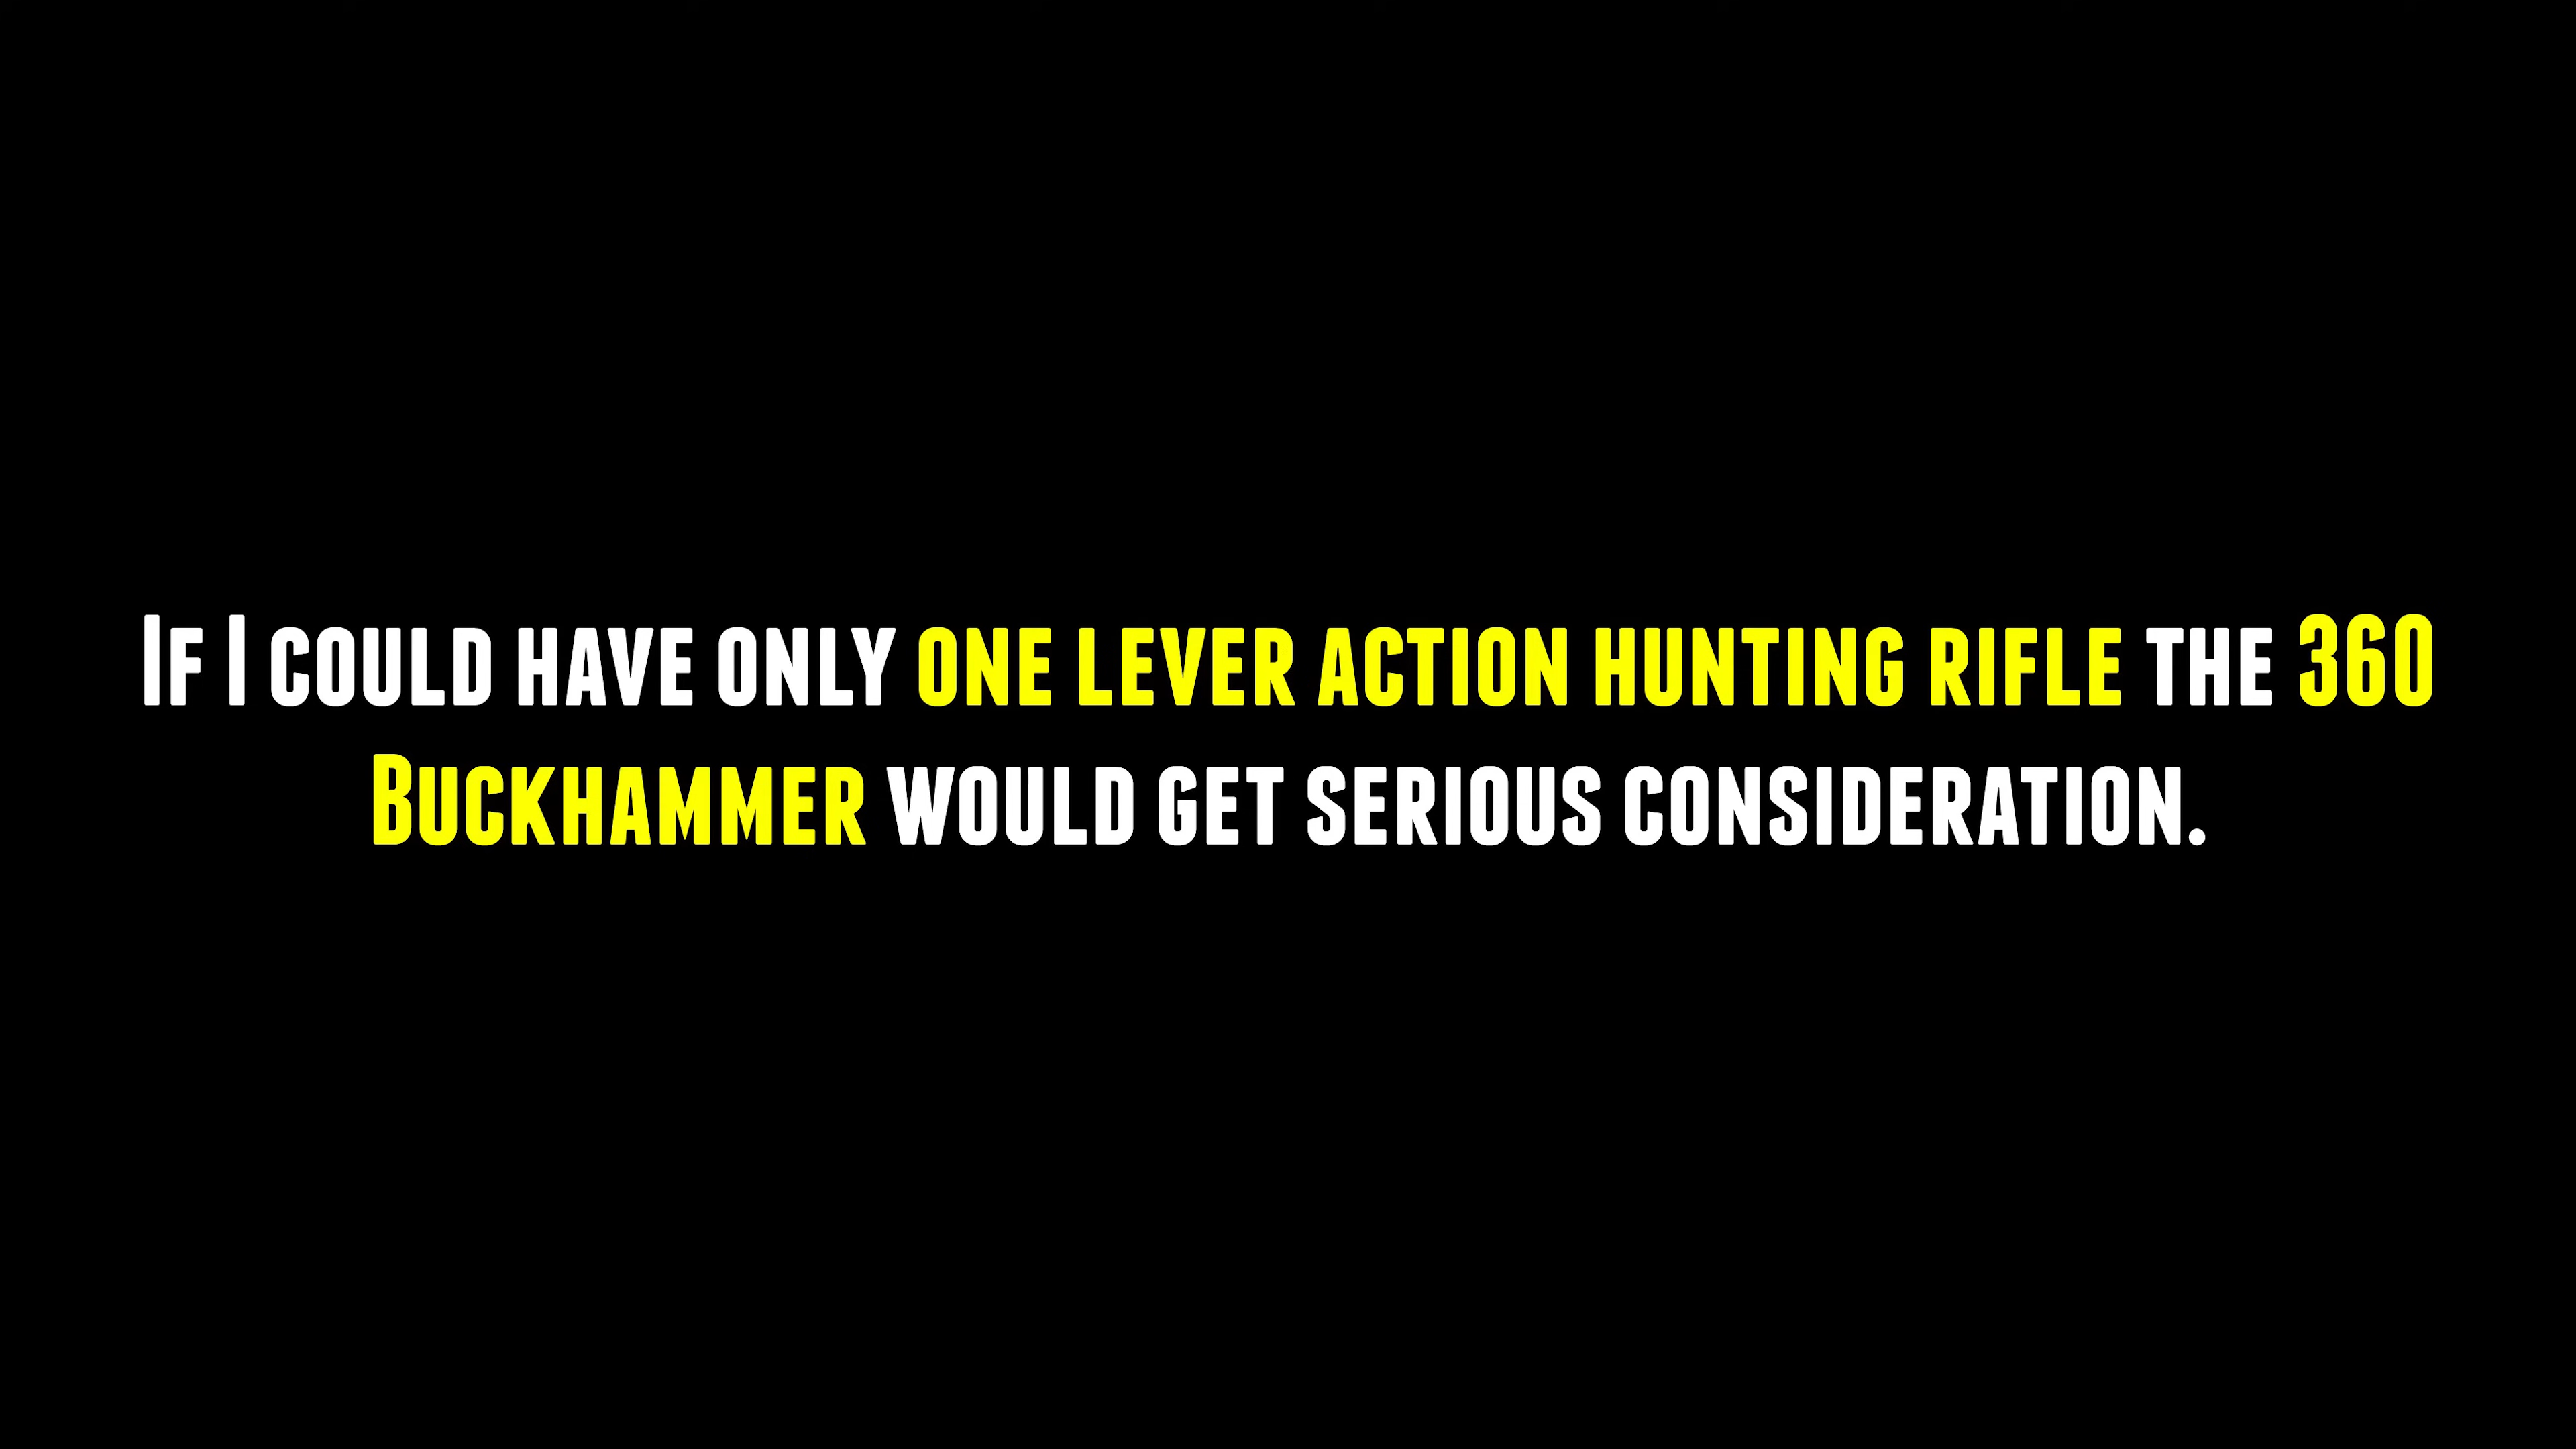 If I could have only one lever action hunting rifle the 360
Buckhammer would get serious consideration.